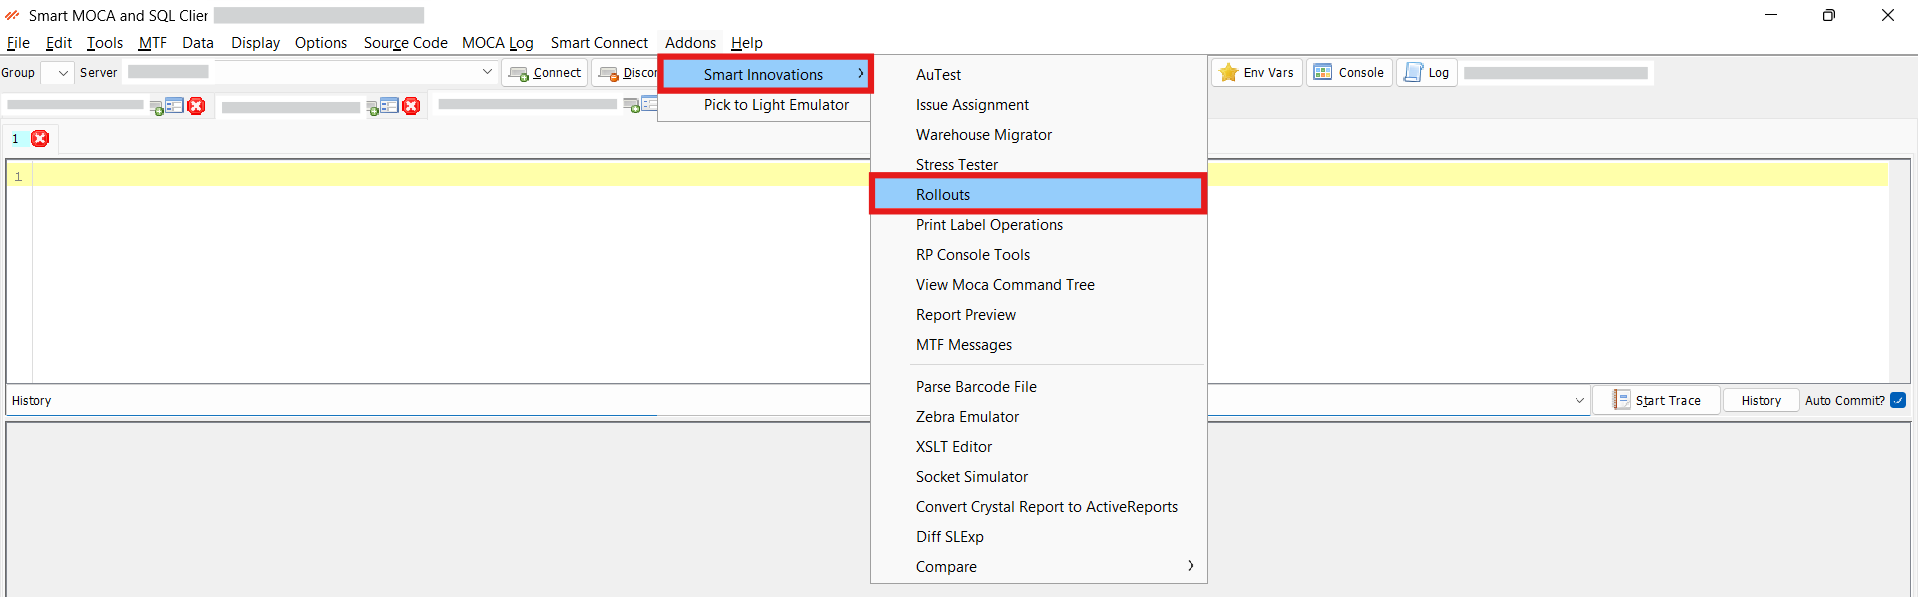 Smart MOCA and SQL Clier
File Edit Tools MTF Data Display Options Source Code MOCA Log Smart Connect Addons Help
Group Server Connect Discor Env Vars Console Log
Smart Innovations
Pick to Light Emulator
AuTest
Issue Assignment
Warehouse Migrator
Stress Tester
Rollouts
Print Label Operations
RP Console Tools
View Moca Command Tree
Report Preview
MTF Messages
Parse Barcode File
Zebra Emulator
XSLT Editor
Socket Simulator
Convert Crystal Report to ActiveReports
Diff SLExp
Compare
1
1
History Start Trace History Auto Commit?